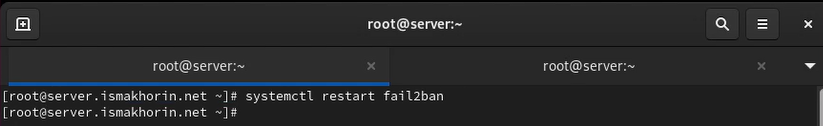 root@server:~
root@server:~ root@server:~
[root@server.ismakhorin.net ~]# systemctl restart fail2ban
[root@server.ismakhorin.net ~]#